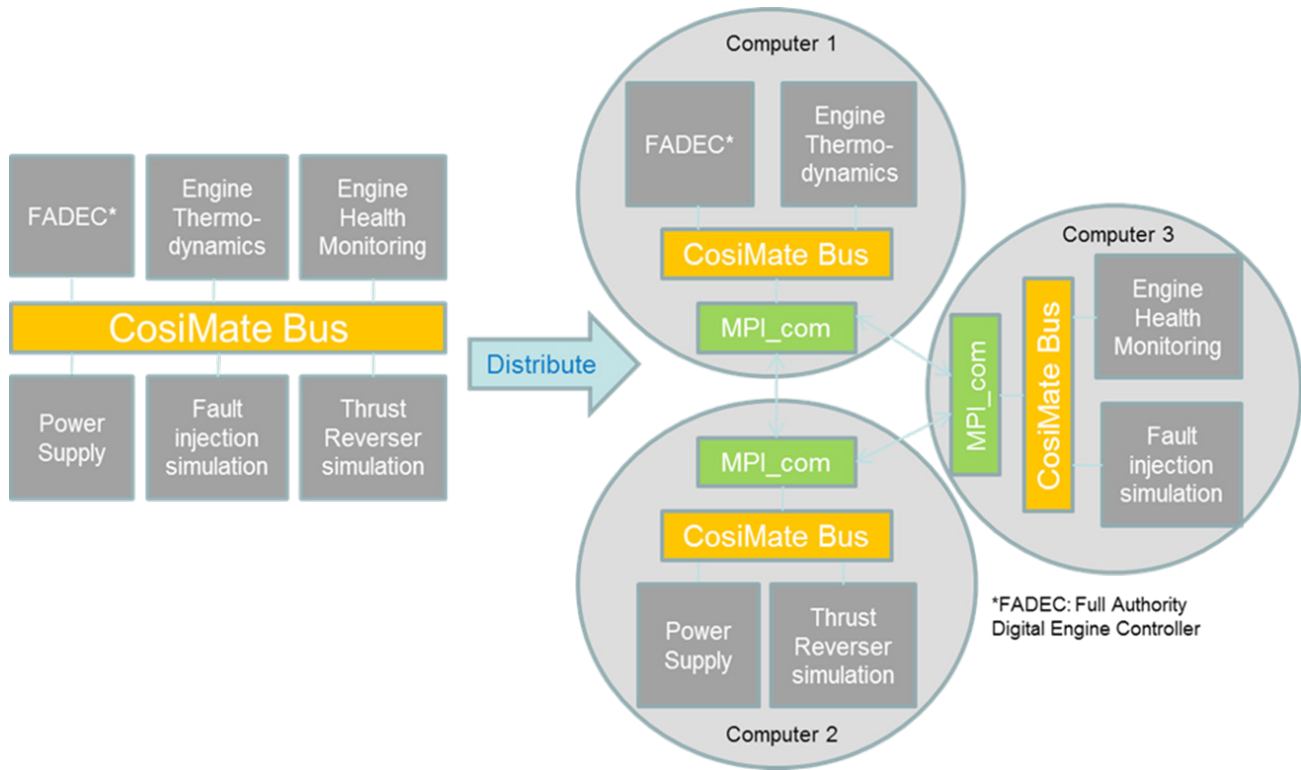 FADEC*
Engine
Thermo-
dynamics
Engine
Health
Monitoring
CosiMate Bus
Power
Supply
Fault
injection
simulation
Thrust
Reverser
simulation
Distribute
Computer 1
FADEC*
Engine
Thermo-
dynamics
CosiMate Bus
MPI_com
MPI_com
CosiMate Bus
Power
Supply
Thrust
Reverser
simulation
Computer 2
Computer 3
MPI_com
CosiMate Bus
Engine
Health
Monitoring
Fault
injection
simulation
*FADEC: Full Authority
Digital Engine Controller